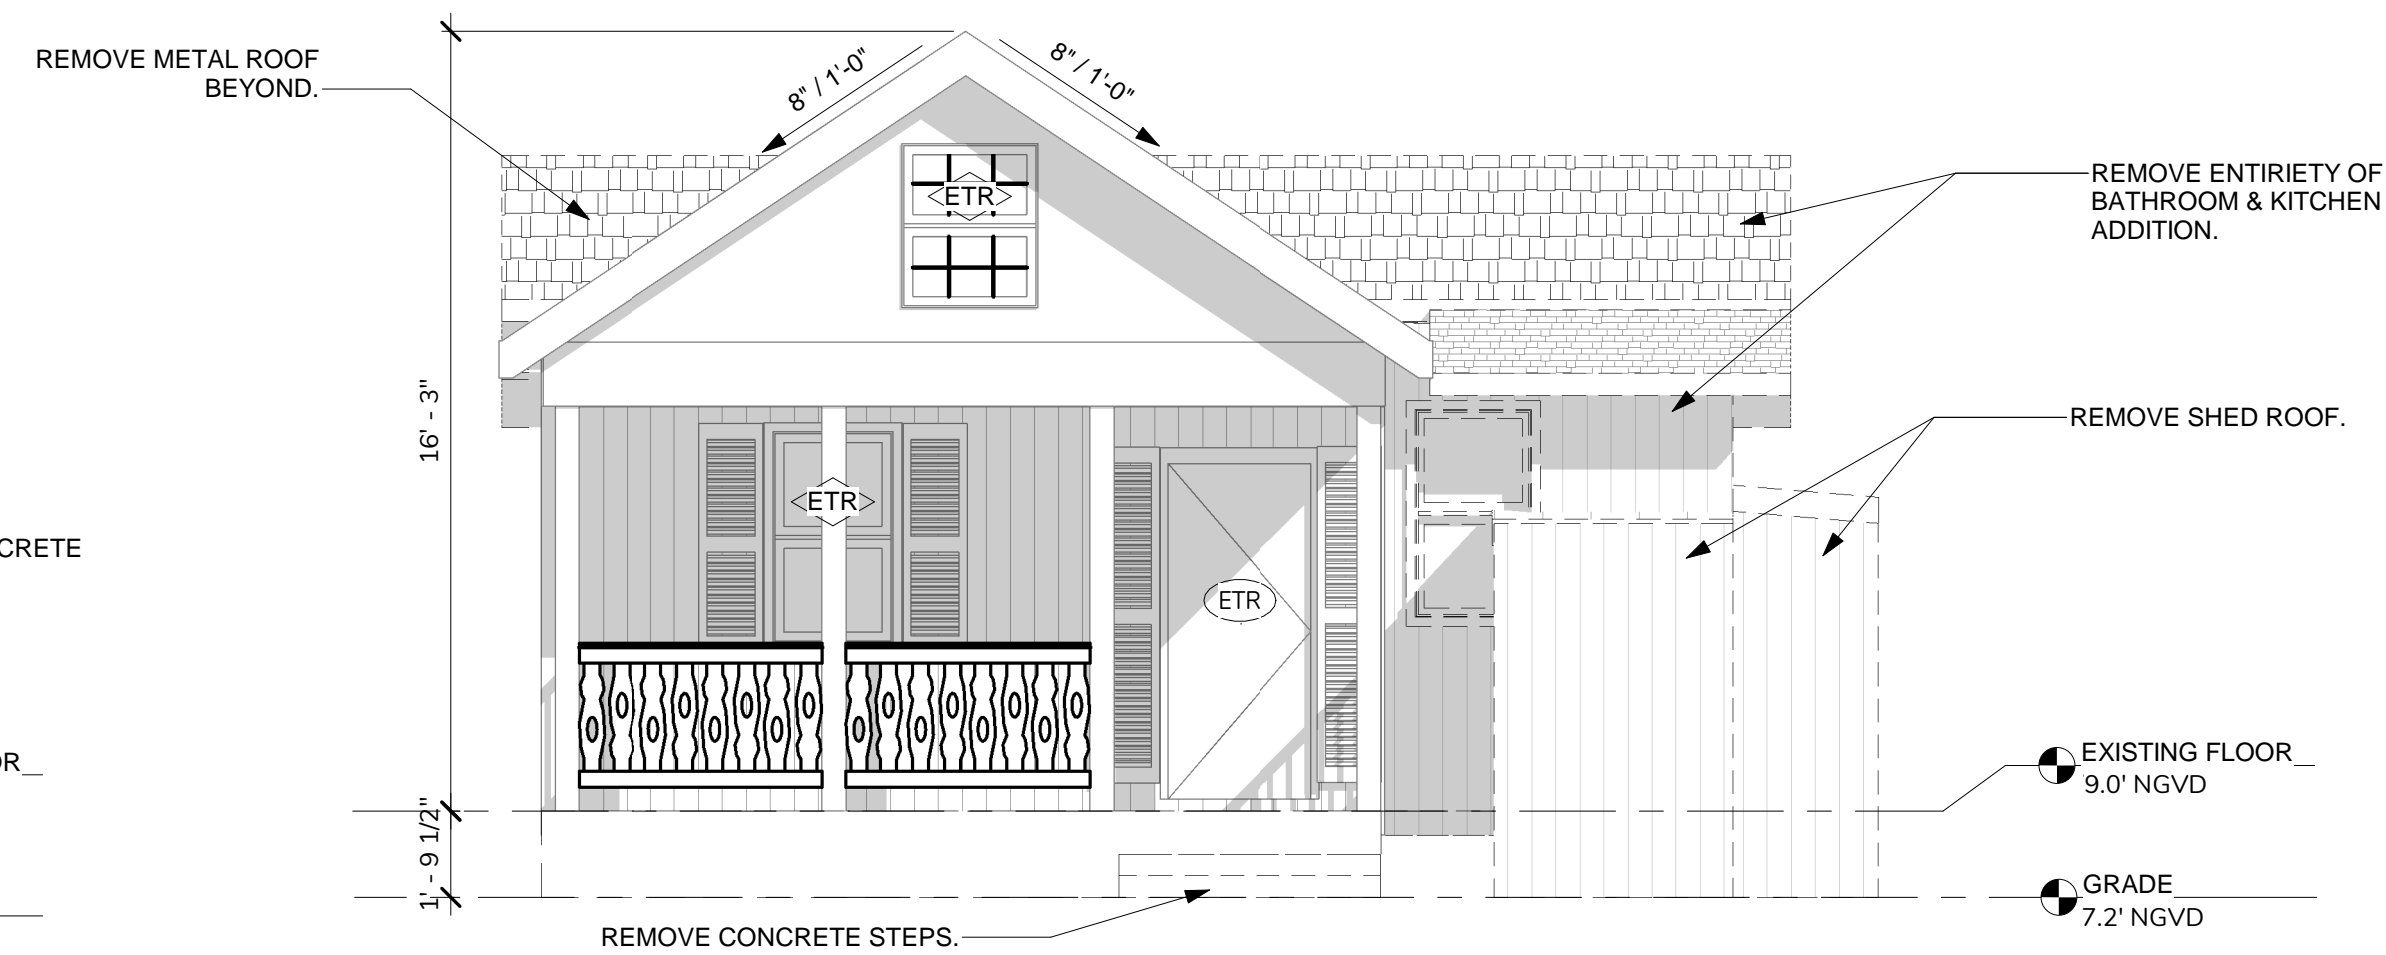 REMOVE METAL ROOF
BEYOND.
8" / 1'-0"
8" / 1'-0"
REMOVE ENTIRIETY OF
BATHROOM & KITCHEN
ADDITION.
ETR
REMOVE SHED ROOF.
16' - 3"
ETR
CRETE
ETR
OR
EXISTING FLOOR
9.0' NGVD
1' - 9 1/2"
GRADE
7.2' NGVD
REMOVE CONCRETE STEPS.